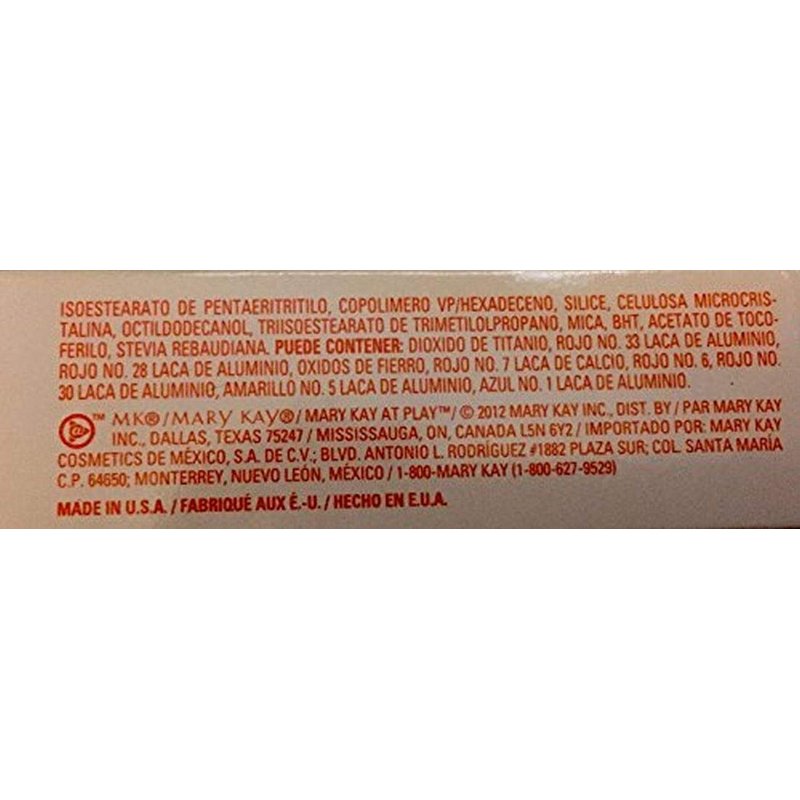 ISOESTEARATO DE PENTAERITRITILO, COPOLIMERO VP/HEXADECENO, SILICE, CELULOSA MICROCRIS-
TALINA, OCTILDODECANOL, TRIISOESTEARATO DE TRIMETILOLPROPANO, MICA, BHT, ACETATO DE TOCO-
FERILO, STEVIA REBAUDIANA. PUEDE CONTENER: DIOXIDO DE TITANIO, ROJO NO. 33 LACA DE ALUMINIO,
ROJO NO. 28 LACA DE ALUMINIO, OXIDOS DE FIERRO, ROJO NO. 7 LACA DE CALCIO, ROJO NO. 6, ROJO NO.
30 LACA DE ALUMINIO, AMARILLO NO. 5 LACA DE ALUMINIO, AZUL NO. 1 LACA DE ALUMINIO.
@™ MK®/MARY KAY®/ MARY KAY AT PLAY™/ © 2012 MARY KAY INC., DIST. BY / PAR MARY KAY
INC., DALLAS, TEXAS 75247 / MISSISSAUGA, ON, CANADA L5N 6Y2 / IMPORTADO POR: MARY KAY
COSMETICS DE MÉXICO, S.A. DE C.V.; BLVD. ANTONIO L. RODRÍGUEZ #1882 PLAZA SUR; COL. SANTA MARÍA
C.P. 64650; MONTERREY, NUEVO LEÓN, MÉXICO / 1-800-MARY KAY (1-800-627-9529)
MADE IN U.S.A. / FABRIQUÉ AUX É.-U. / HECHO EN E.U.A.